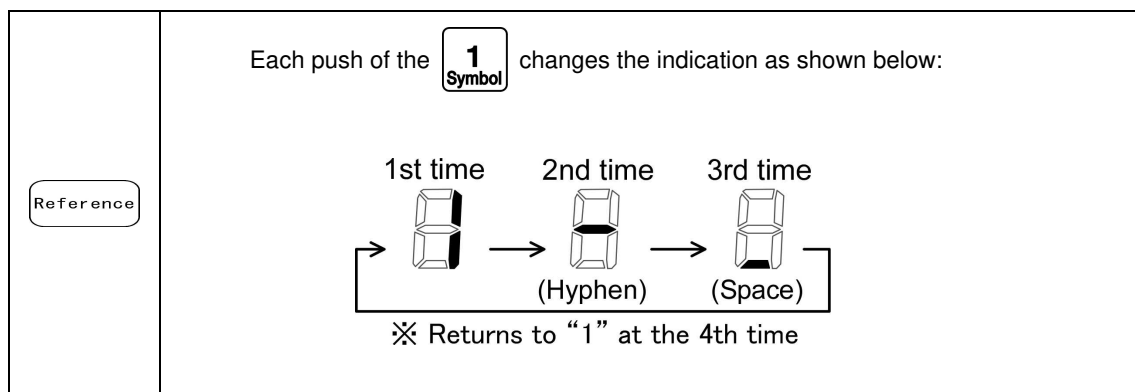 Reference
Each push of the 1 Symbol changes the indication as shown below:
1st time 2nd time 3rd time
(Hyphen) (Space)
※ Returns to “1” at the 4th time